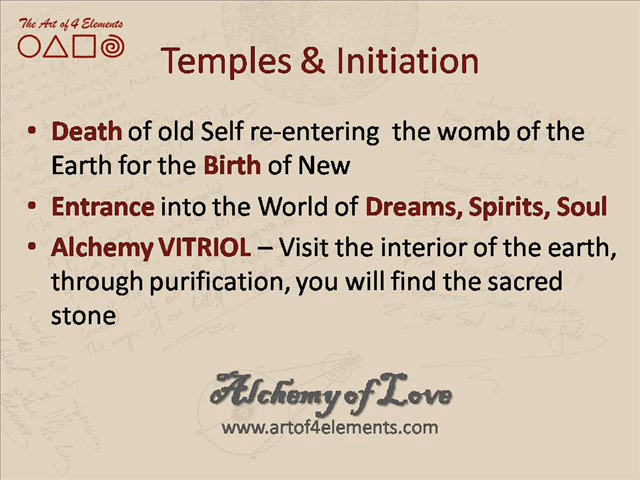 The Art of 4 Elements
Temples & Initiation
• Death of old Self re-entering the womb of the
Earth for the Birth of New
• Entrance into the World of Dreams, Spirits, Soul
• Alchemy VITRIOL – Visit the interior of the earth,
through purification, you will find the sacred
stone
Alchemy of Love
www.artof4elements.com